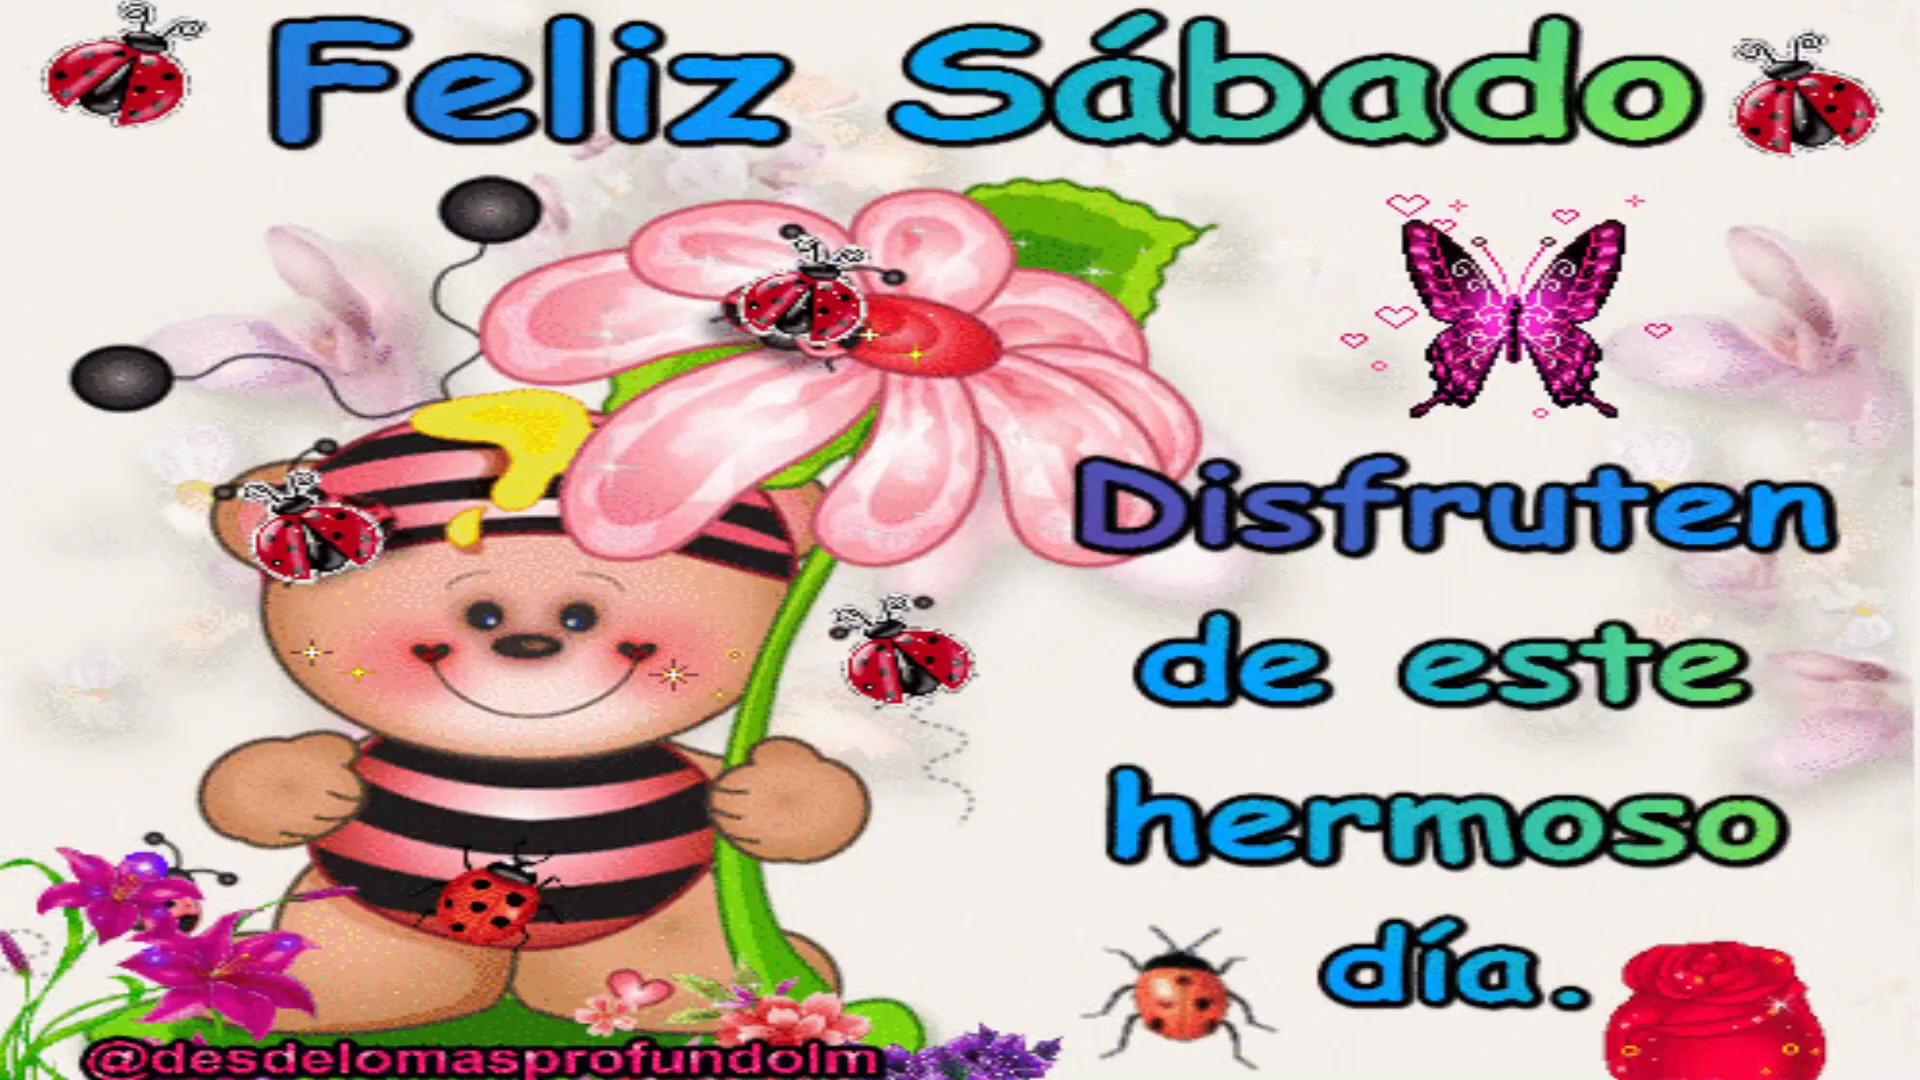 Feliz Sábado
Disfruten
de este
hermoso
día.
@desdelomasprofundolm